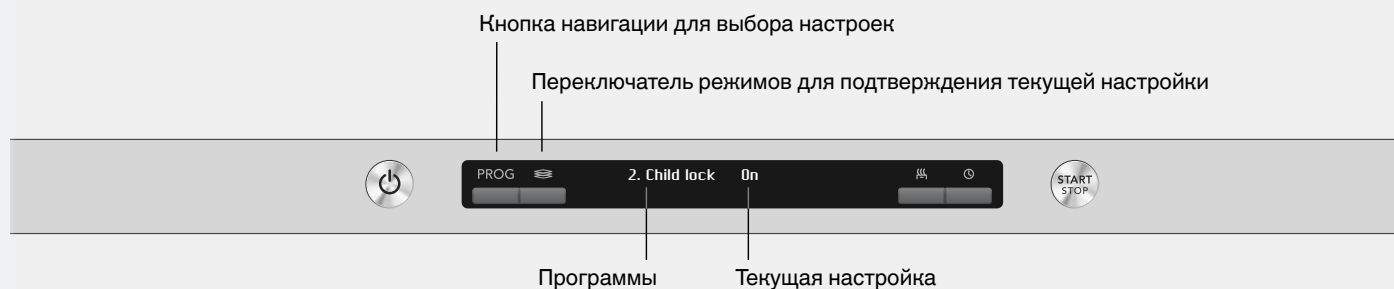 Кнопка навигации для выбора настроек
Переключатель режимов для подтверждения текущей настройки
PROG
2. Child lock On
START
STOP
Программы
Текущая настройка